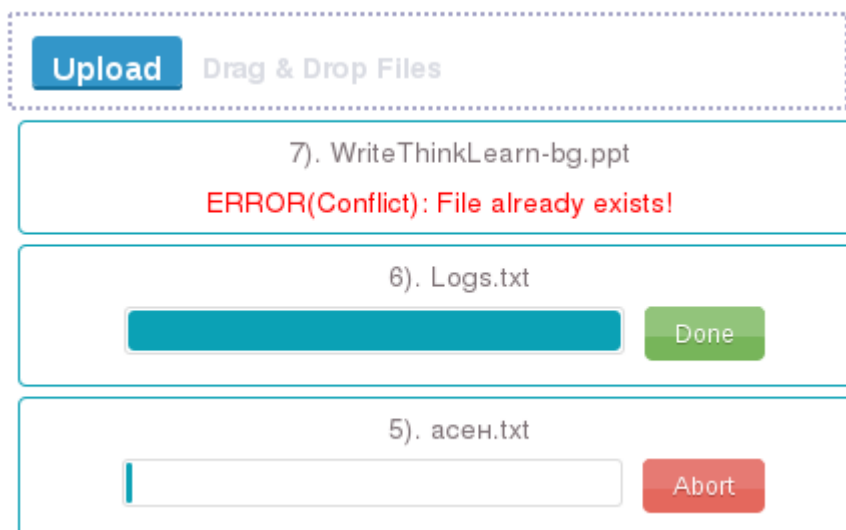 Upload Drag & Drop Files
7). WriteThinkLearn-bg.ppt
ERROR(Conflict): File already exists!
6). Logs.txt
Done
5). асен.txt
Abort